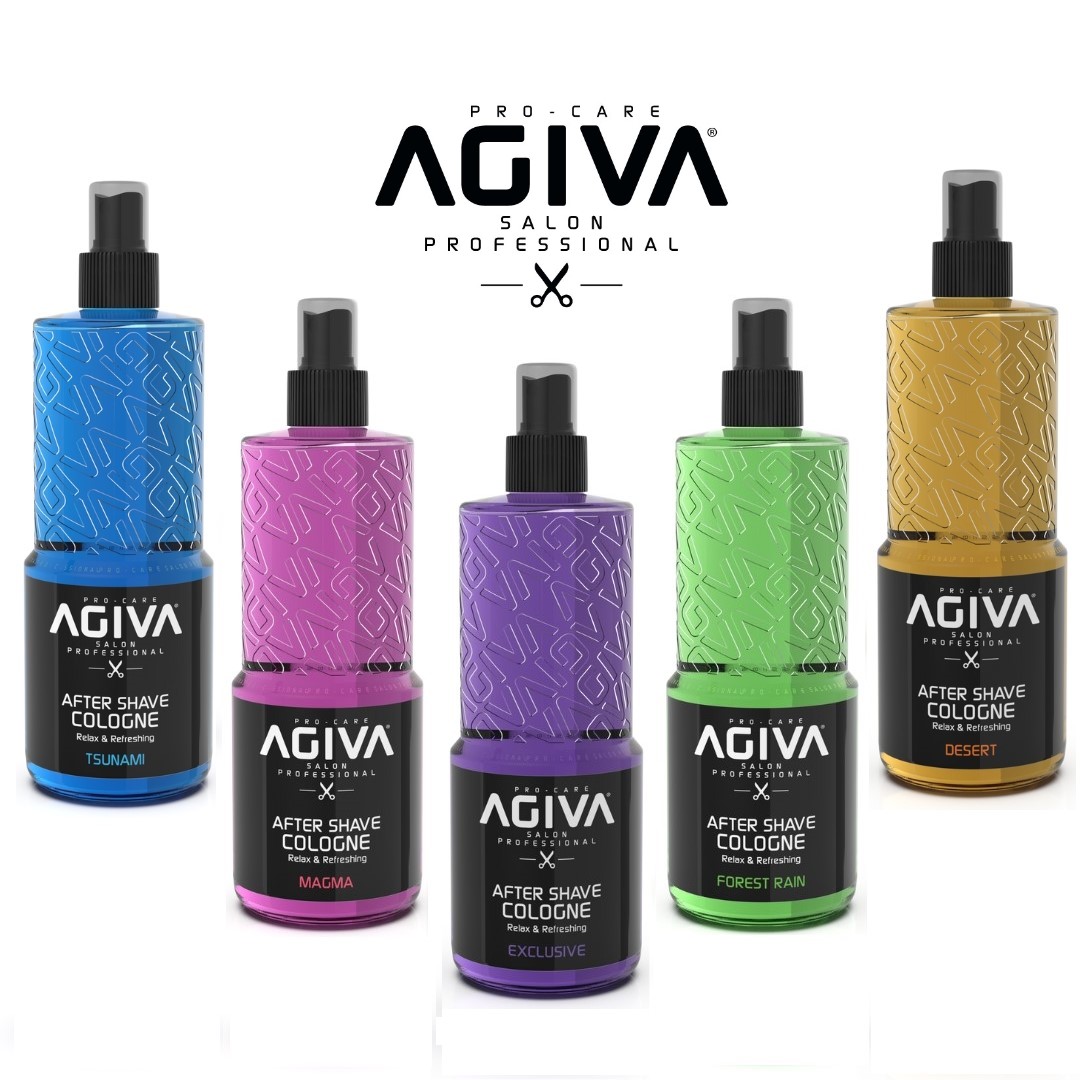 PRO-CARE
AGIVA®
SALON
PROFESSIONAL
PRO-CARE
AGIVA®
SALON
PROFESSIONAL
AFTER SHAVE
COLOGNE
Relax & Refreshing
TSUNAMI
PRO-CARE
AGIVA®
SALON
PROFESSIONAL
AFTER SHAVE
COLOGNE
Relax & Refreshing
MAGMA
PRO-CARE
AGIVA®
SALON
PROFESSIONAL
AFTER SHAVE
COLOGNE
Relax & Refreshing
EXCLUSIVE
PRO-CARE
AGIVA®
SALON
PROFESSIONAL
AFTER SHAVE
COLOGNE
Relax & Refreshing
FOREST RAIN
PRO-CARE
AGIVA®
SALON
PROFESSIONAL
AFTER SHAVE
COLOGNE
Relax & Refreshing
DESERT